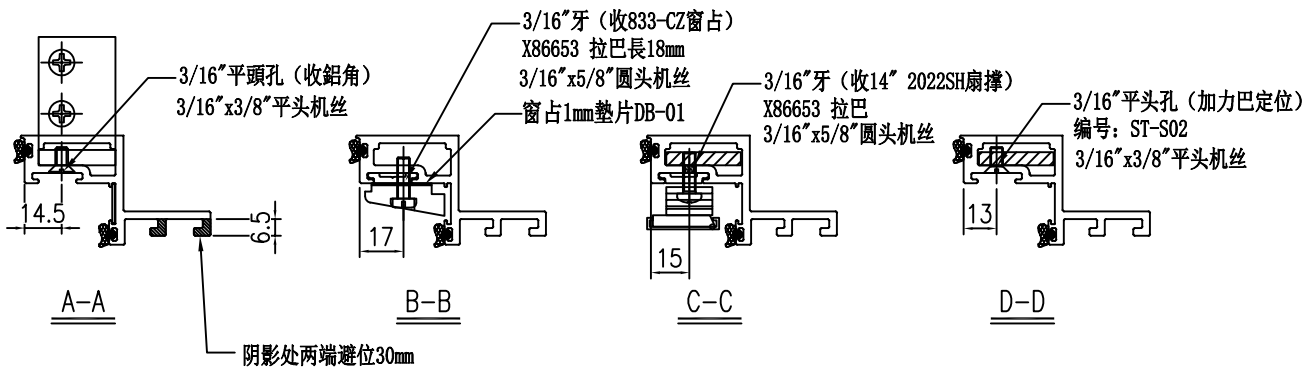 3/16"平頭孔（收鋁角）
3/16"x3/8"平头机丝
14.5
6.5
A-A
阴影处两端避位30mm
3/16"牙（收833-CZ窗占）
X86653 拉巴長18mm
3/16"x5/8"圆头机丝
窗占1mm墊片DB-01
17
B-B
3/16"牙（收14" 2022SH扇撑）
X86653 拉巴
3/16"x5/8"圆头机丝
15
C-C
3/16"平头孔（加力巴定位）
编号：ST-S02
3/16"x3/8"平头机丝
13
D-D